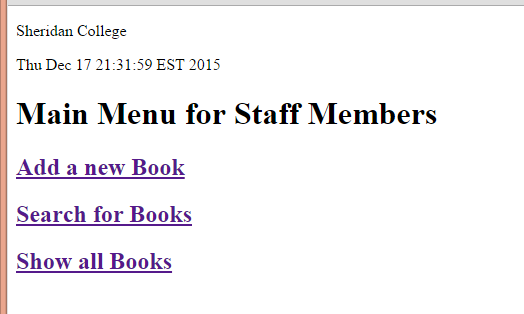 Sheridan College
Thu Dec 17 21:31:59 EST 2015
Main Menu for Staff Members
Add a new Book
Search for Books
Show all Books